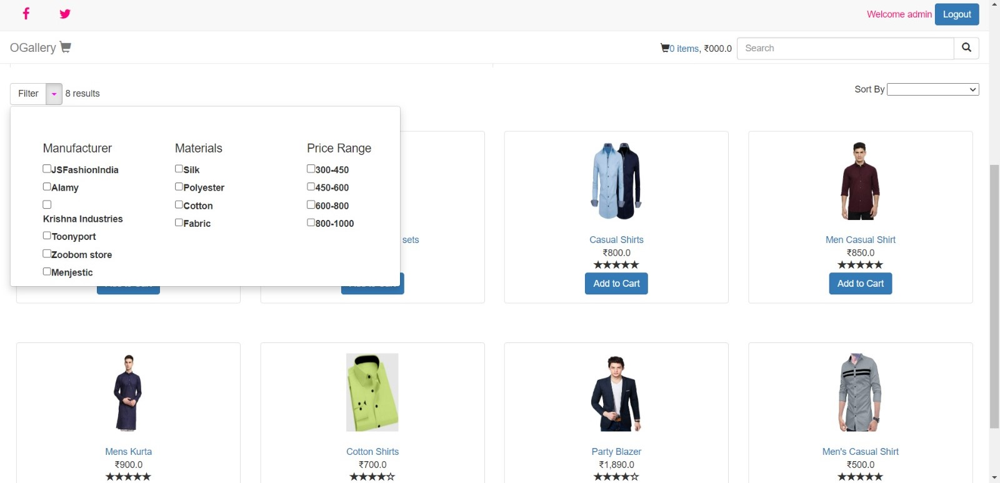 Welcome admin Logout
OGallery 0 items, ₹000.0 Search
Filter 8 results Sort By
Manufacturer Materials Price Range
JSFashionIndia Silk 300-450
Alamy Polyester 450-600
Cotton 600-800
Krishna Industries
Fabric 800-1000
Toonyport
Zoobom store
Menjestic
sets Casual Shirts Men Casual Shirt
₹800.0 ₹850.0
★★★★★ ★★★★★
Add to Cart Add to Cart
Mens Kurta Cotton Shirts Party Blazer Men's Casual Shirt
₹900.0 ₹700.0 ₹1,890.0 ₹500.0
★★★★★ ★★★★☆ ★★★★☆ ★★★★★